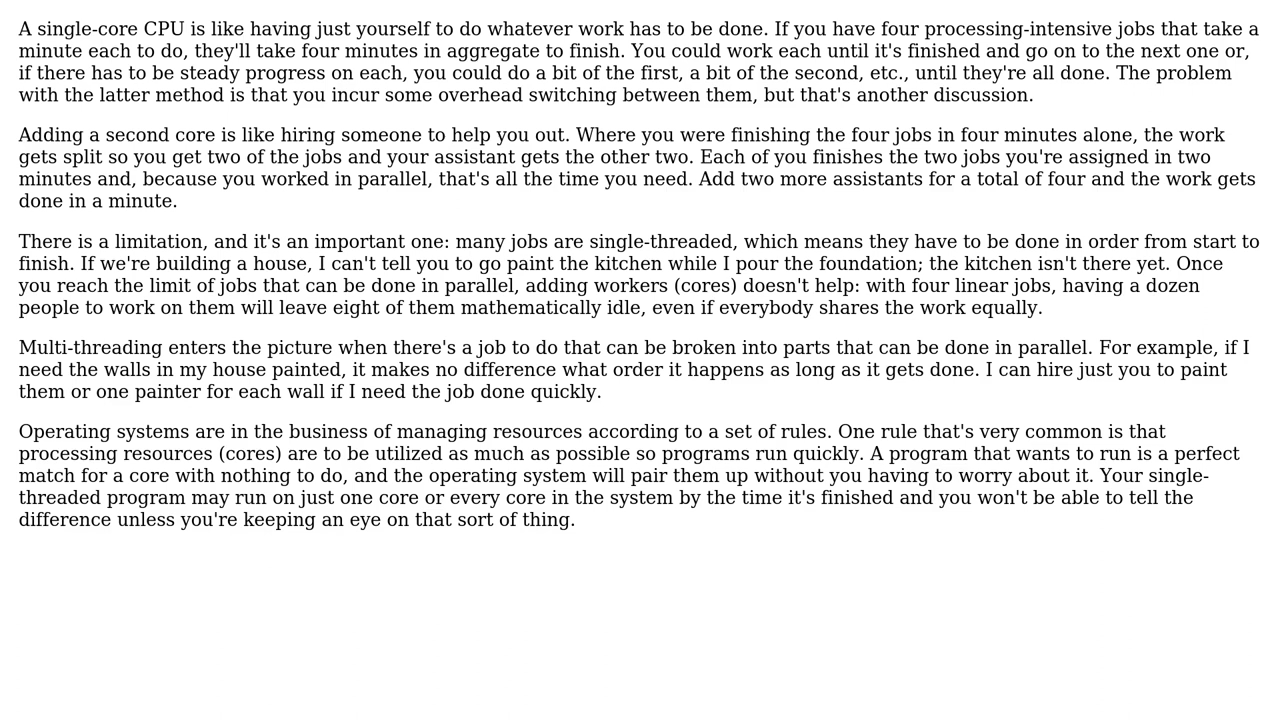 A single-core CPU is like having just yourself to do whatever work has to be done. If you have four processing-intensive jobs that take a
minute each to do, they'll take four minutes in aggregate to finish. You could work each until it's finished and go on to the next one or,
if there has to be steady progress on each, you could do a bit of the first, a bit of the second, etc., until they're all done. The problem
with the latter method is that you incur some overhead switching between them, but that's another discussion.
Adding a second core is like hiring someone to help you out. Where you were finishing the four jobs in four minutes alone, the work
gets split so you get two of the jobs and your assistant gets the other two. Each of you finishes the two jobs you're assigned in two
minutes and, because you worked in parallel, that's all the time you need. Add two more assistants for a total of four and the work gets
done in a minute.
There is a limitation, and it's an important one: many jobs are single-threaded, which means they have to be done in order from start to
finish. If we're building a house, I can't tell you to go paint the kitchen while I pour the foundation; the kitchen isn't there yet. Once
you reach the limit of jobs that can be done in parallel, adding workers (cores) doesn't help: with four linear jobs, having a dozen
people to work on them will leave eight of them mathematically idle, even if everybody shares the work equally.
Multi-threading enters the picture when there's a job to do that can be broken into parts that can be done in parallel. For example, if I
need the walls in my house painted, it makes no difference what order it happens as long as it gets done. I can hire just you to paint
them or one painter for each wall if I need the job done quickly.
Operating systems are in the business of managing resources according to a set of rules. One rule that's very common is that
processing resources (cores) are to be utilized as much as possible so programs run quickly. A program that wants to run is a perfect
match for a core with nothing to do, and the operating system will pair them up without you having to worry about it. Your single-
threaded program may run on just one core or every core in the system by the time it's finished and you won't be able to tell the
difference unless you're keeping an eye on that sort of thing.